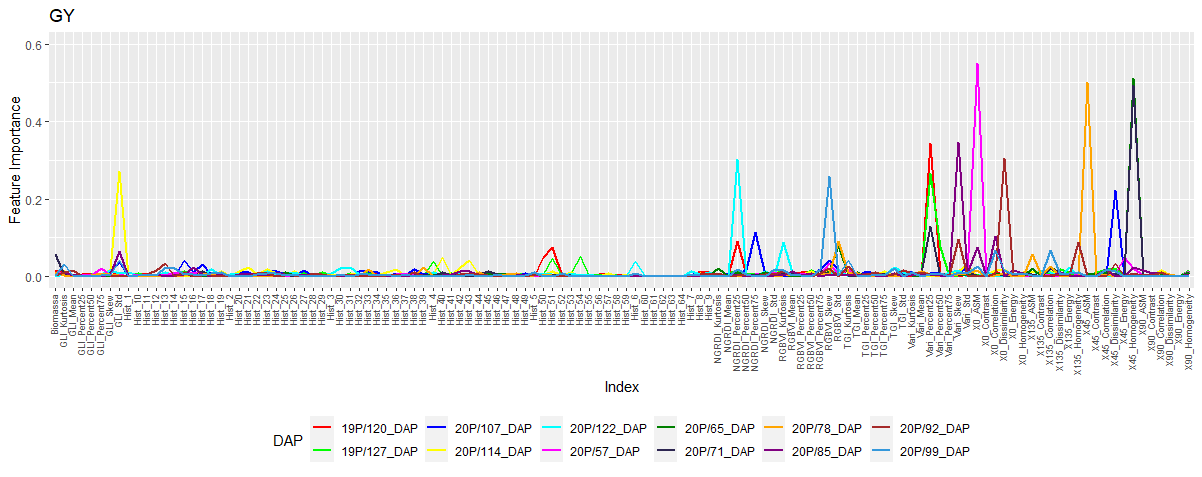 GY
Feature Importance
0.6
0.4
0.2
0.0
Biomassa
GLI_Kurtosis
GLI_Mean
GLI_Percent25
GLI_Percent50
GLI_Percent75
GLI_Skew
GLI_Std
Hist_1
Hist_10
Hist_11
Hist_12
Hist_13
Hist_14
Hist_15
Hist_16
Hist_17
Hist_18
Hist_19
Hist_2
Hist_20
Hist_21
Hist_22
Hist_23
Hist_24
Hist_25
Hist_26
Hist_27
Hist_28
Hist_29
Hist_3
Hist_30
Hist_31
Hist_32
Hist_33
Hist_34
Hist_35
Hist_36
Hist_37
Hist_38
Hist_39
Hist_4
Hist_40
Hist_41
Hist_42
Hist_43
Hist_44
Hist_45
Hist_46
Hist_47
Hist_48
Hist_49
Hist_5
Hist_50
Hist_51
Hist_52
Hist_53
Hist_54
Hist_55
Hist_56
Hist_57
Hist_58
Hist_59
Hist_6
Hist_60
Hist_61
Hist_62
Hist_63
Hist_64
Hist_7
Hist_8
Hist_9
NGRDI_Kurtosis
NGRDI_Mean
NGRDI_Percent25
NGRDI_Percent50
NGRDI_Percent75
NGRDI_Skew
NGRDI_Std
RGBVI_Kurtosis
RGBVI_Mean
RGBVI_Percent25
RGBVI_Percent50
RGBVI_Percent75
RGBVI_Skew
RGBVI_Std
TGI_Kurtosis
TGI_Mean
TGI_Percent25
TGI_Percent50
TGI_Percent75
TGI_Skew
TGI_Std
Vari_Kurtosis
Vari_Mean
Vari_Percent25
Vari_Percent50
Vari_Percent75
Vari_Skew
Vari_Std
X0_ASM
X0_Contrast
X0_Correlation
X0_Dissimilarity
X0_Energy
X0_Homogeneity
X135_ASM
X135_Contrast
X135_Correlation
X135_Dissimilarity
X135_Energy
X135_Homogeneity
X45_ASM
X45_Contrast
X45_Correlation
X45_Dissimilarity
X45_Energy
X45_Homogeneity
X90_ASM
X90_Contrast
X90_Correlation
X90_Dissimilarity
X90_Energy
X90_Homogeneity
Index
DAP
19P/120_DAP 20P/107_DAP 20P/122_DAP 20P/65_DAP 20P/78_DAP 20P/92_DAP
19P/127_DAP 20P/114_DAP 20P/57_DAP 20P/71_DAP 20P/85_DAP 20P/99_DAP